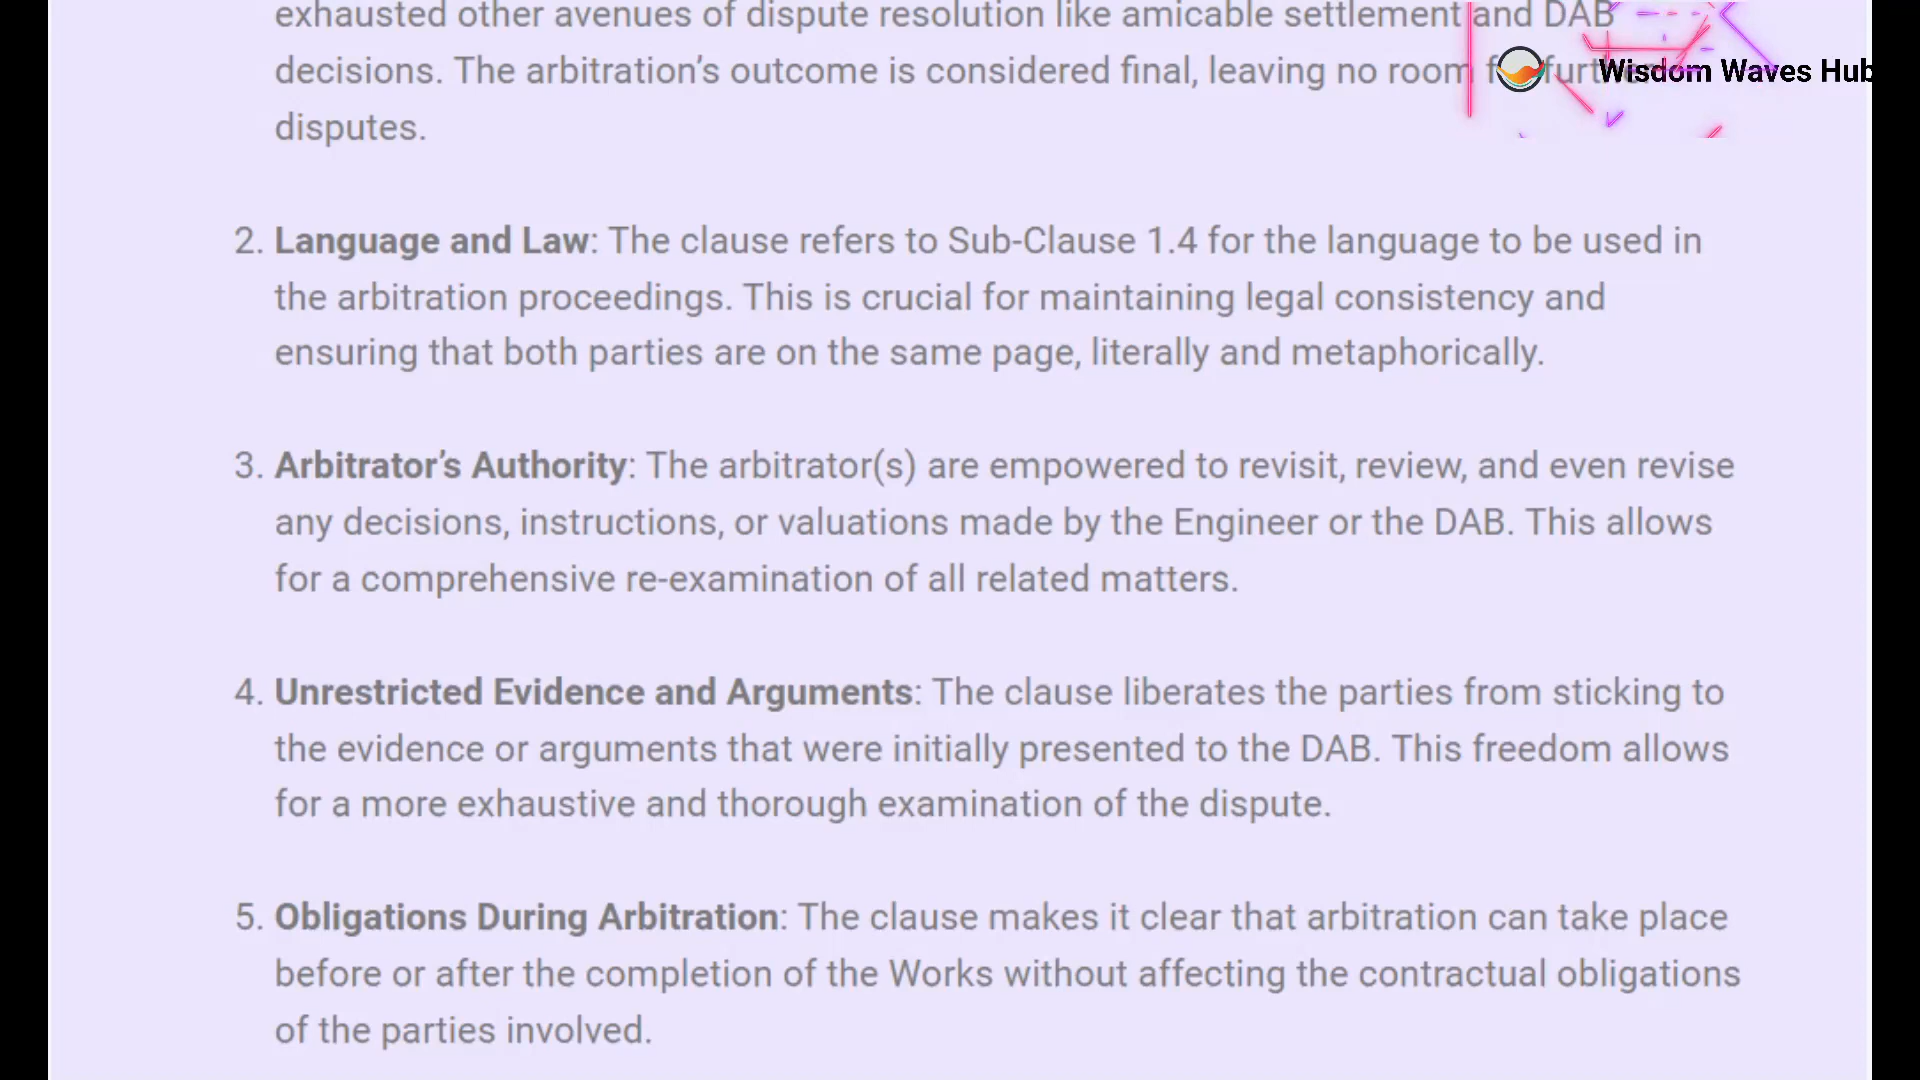 exhausted other avenues of dispute resolution like amicable settlement and DAB
decisions. The arbitration's outcome is considered final, leaving no room
Wisdom Waves Hub
disputes.
2. Language and Law: The clause refers to Sub-Clause 1.4 for the language to be used in
the arbitration proceedings. This is crucial for maintaining legal consistency and
ensuring that both parties are on the same page, literally and metaphorically.
3. Arbitrator's Authority: The arbitrator(s) are empowered to revisit, review, and even revise
any decisions, instructions, or valuations made by the Engineer or the DAB. This allows
for a comprehensive re-examination of all related matters.
4. Unrestricted Evidence and Arguments: The clause liberates the parties from sticking to
the evidence or arguments that were initially presented to the DAB. This freedom allows
for a more exhaustive and thorough examination of the dispute.
5. Obligations During Arbitration: The clause makes it clear that arbitration can take place
before or after the completion of the Works without affecting the contractual obligations
of the parties involved.